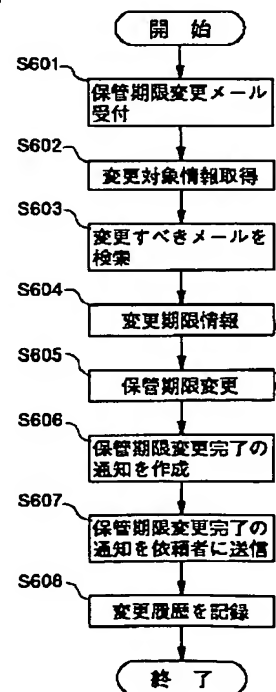 開 始
S601
保管期限変更メール
受付
S602
変更対象情報取得
S603
変更すべきメールを
検索
S604
変更期限情報
S605
保管期限変更
S606
保管期限変更完了の
通知を作成
S607
保管期限変更完了の
通知を依頼者に送信
S608
変更履歴を記録
終 了